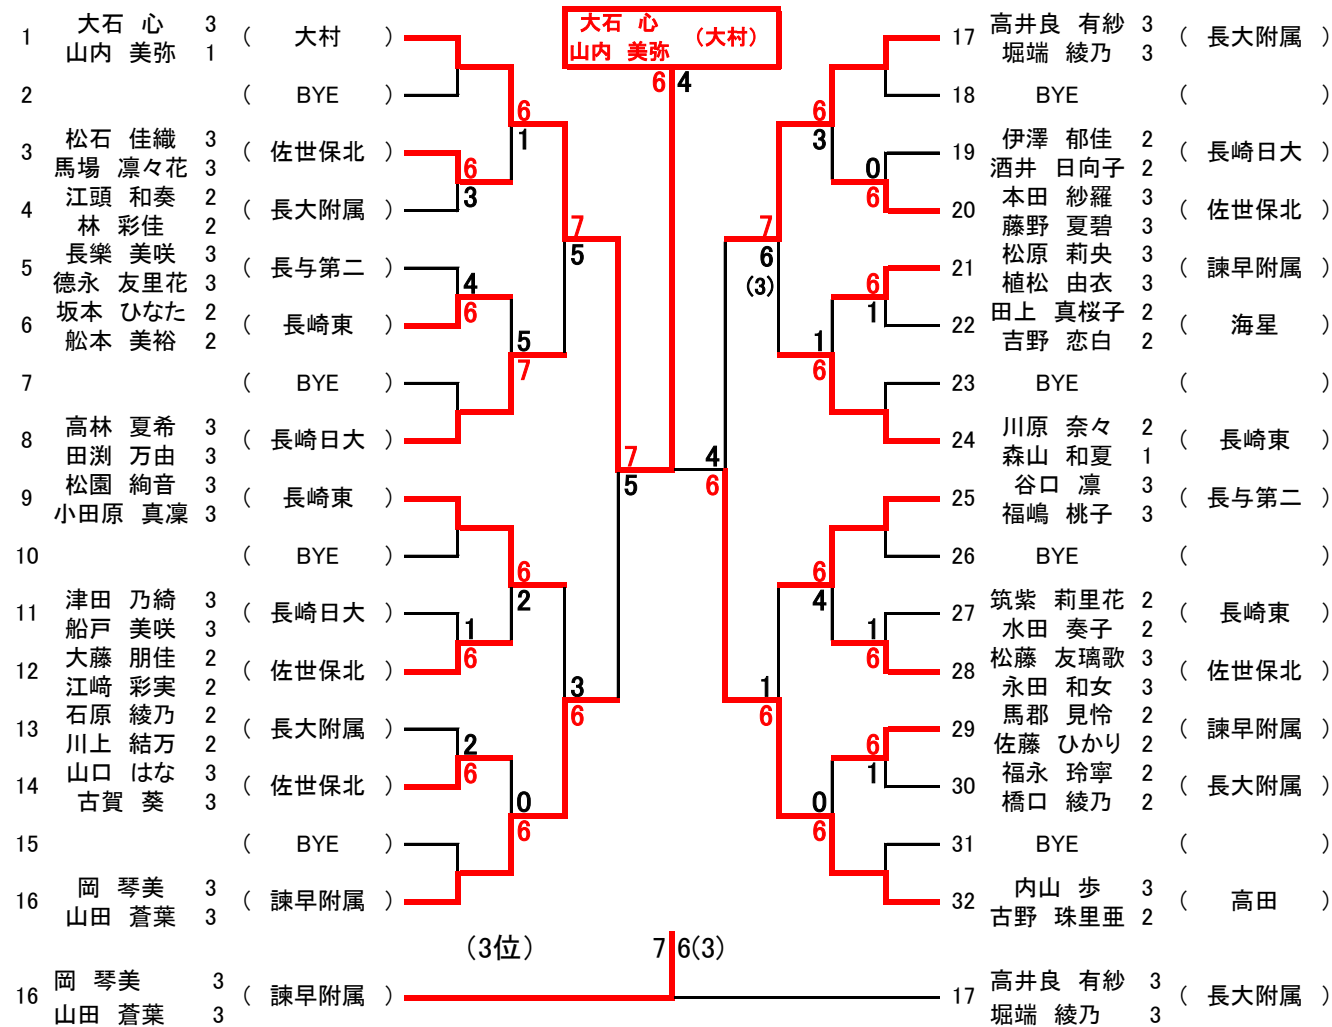 大石 心
山内 美弥 (大村)
6 4
1 大石 心 3 ( 大村 )
山内 美弥 1
2 ( BYE )
3 松石 佳織 3 ( 佐世保北 )
馬場 凛々花 3
4 江頭 和奏 2 ( 長大附属 )
林 彩佳 2
5 長樂 美咲 3 ( 長与第二 )
德永 友里花 3
6 坂本 ひなた 2 ( 長崎東 )
舩本 美裕 2
7 ( BYE )
8 高林 夏希 3 ( 長崎日大 )
田渕 万由 3
9 松園 絢音 3 ( 長崎東 )
小田原 真凜 3
10 ( BYE )
11 津田 乃綺 3 ( 長崎日大 )
船戸 美咲 3
12 大藤 朋佳 2 ( 佐世保北 )
江﨑 彩実 2
13 石原 綾乃 2 ( 長大附属 )
川上 結万 2
14 山口 はな 3 ( 佐世保北 )
古賀 葵 3
15 ( BYE )
16 岡 琴美 3 ( 諫早附属 )
山田 蒼葉 3
6
1
6
3
7
5
4
6
5
7
7
5
6
2
1
6
3
6
2
6
0
6
17 高井良 有紗 3 ( 長大附属 )
堀端 綾乃 3
18 BYE ( )
19 伊澤 郁佳 2 ( 長崎日大 )
酒井 日向子 2
20 本田 紗羅 3 ( 佐世保北 )
藤野 夏碧 3
21 松原 莉央 3 ( 諫早附属 )
植松 由衣 3
22 田上 真桜子 2 ( 海星 )
吉野 恋白 2
23 BYE ( )
24 川原 奈々 2 ( 長崎東 )
森山 和夏 1
25 谷口 凛 3 ( 長与第二 )
福嶋 桃子 3
26 BYE ( )
27 筑紫 莉里花 2 ( 長崎東 )
水田 奏子 2
28 松藤 友璃歌 3 ( 佐世保北 )
永田 和女 3
29 馬郡 見怜 2 ( 諫早附属 )
佐藤 ひかり 2
30 福永 玲寧 2 ( 長大附属 )
橋口 綾乃 2
31 BYE ( )
32 内山 歩 3 ( 高田 )
古野 珠里亜 2
6
3
0
6
7
6
(3)
6
1
1
6
4
6
6
4
1
6
1
6
6
1
0
6
(3位) 7 6(3)
16 岡 琴美 3 ( 諫早附属 )
山田 蒼葉 3
17 高井良 有紗 3 ( 長大附属 )
堀端 綾乃 3